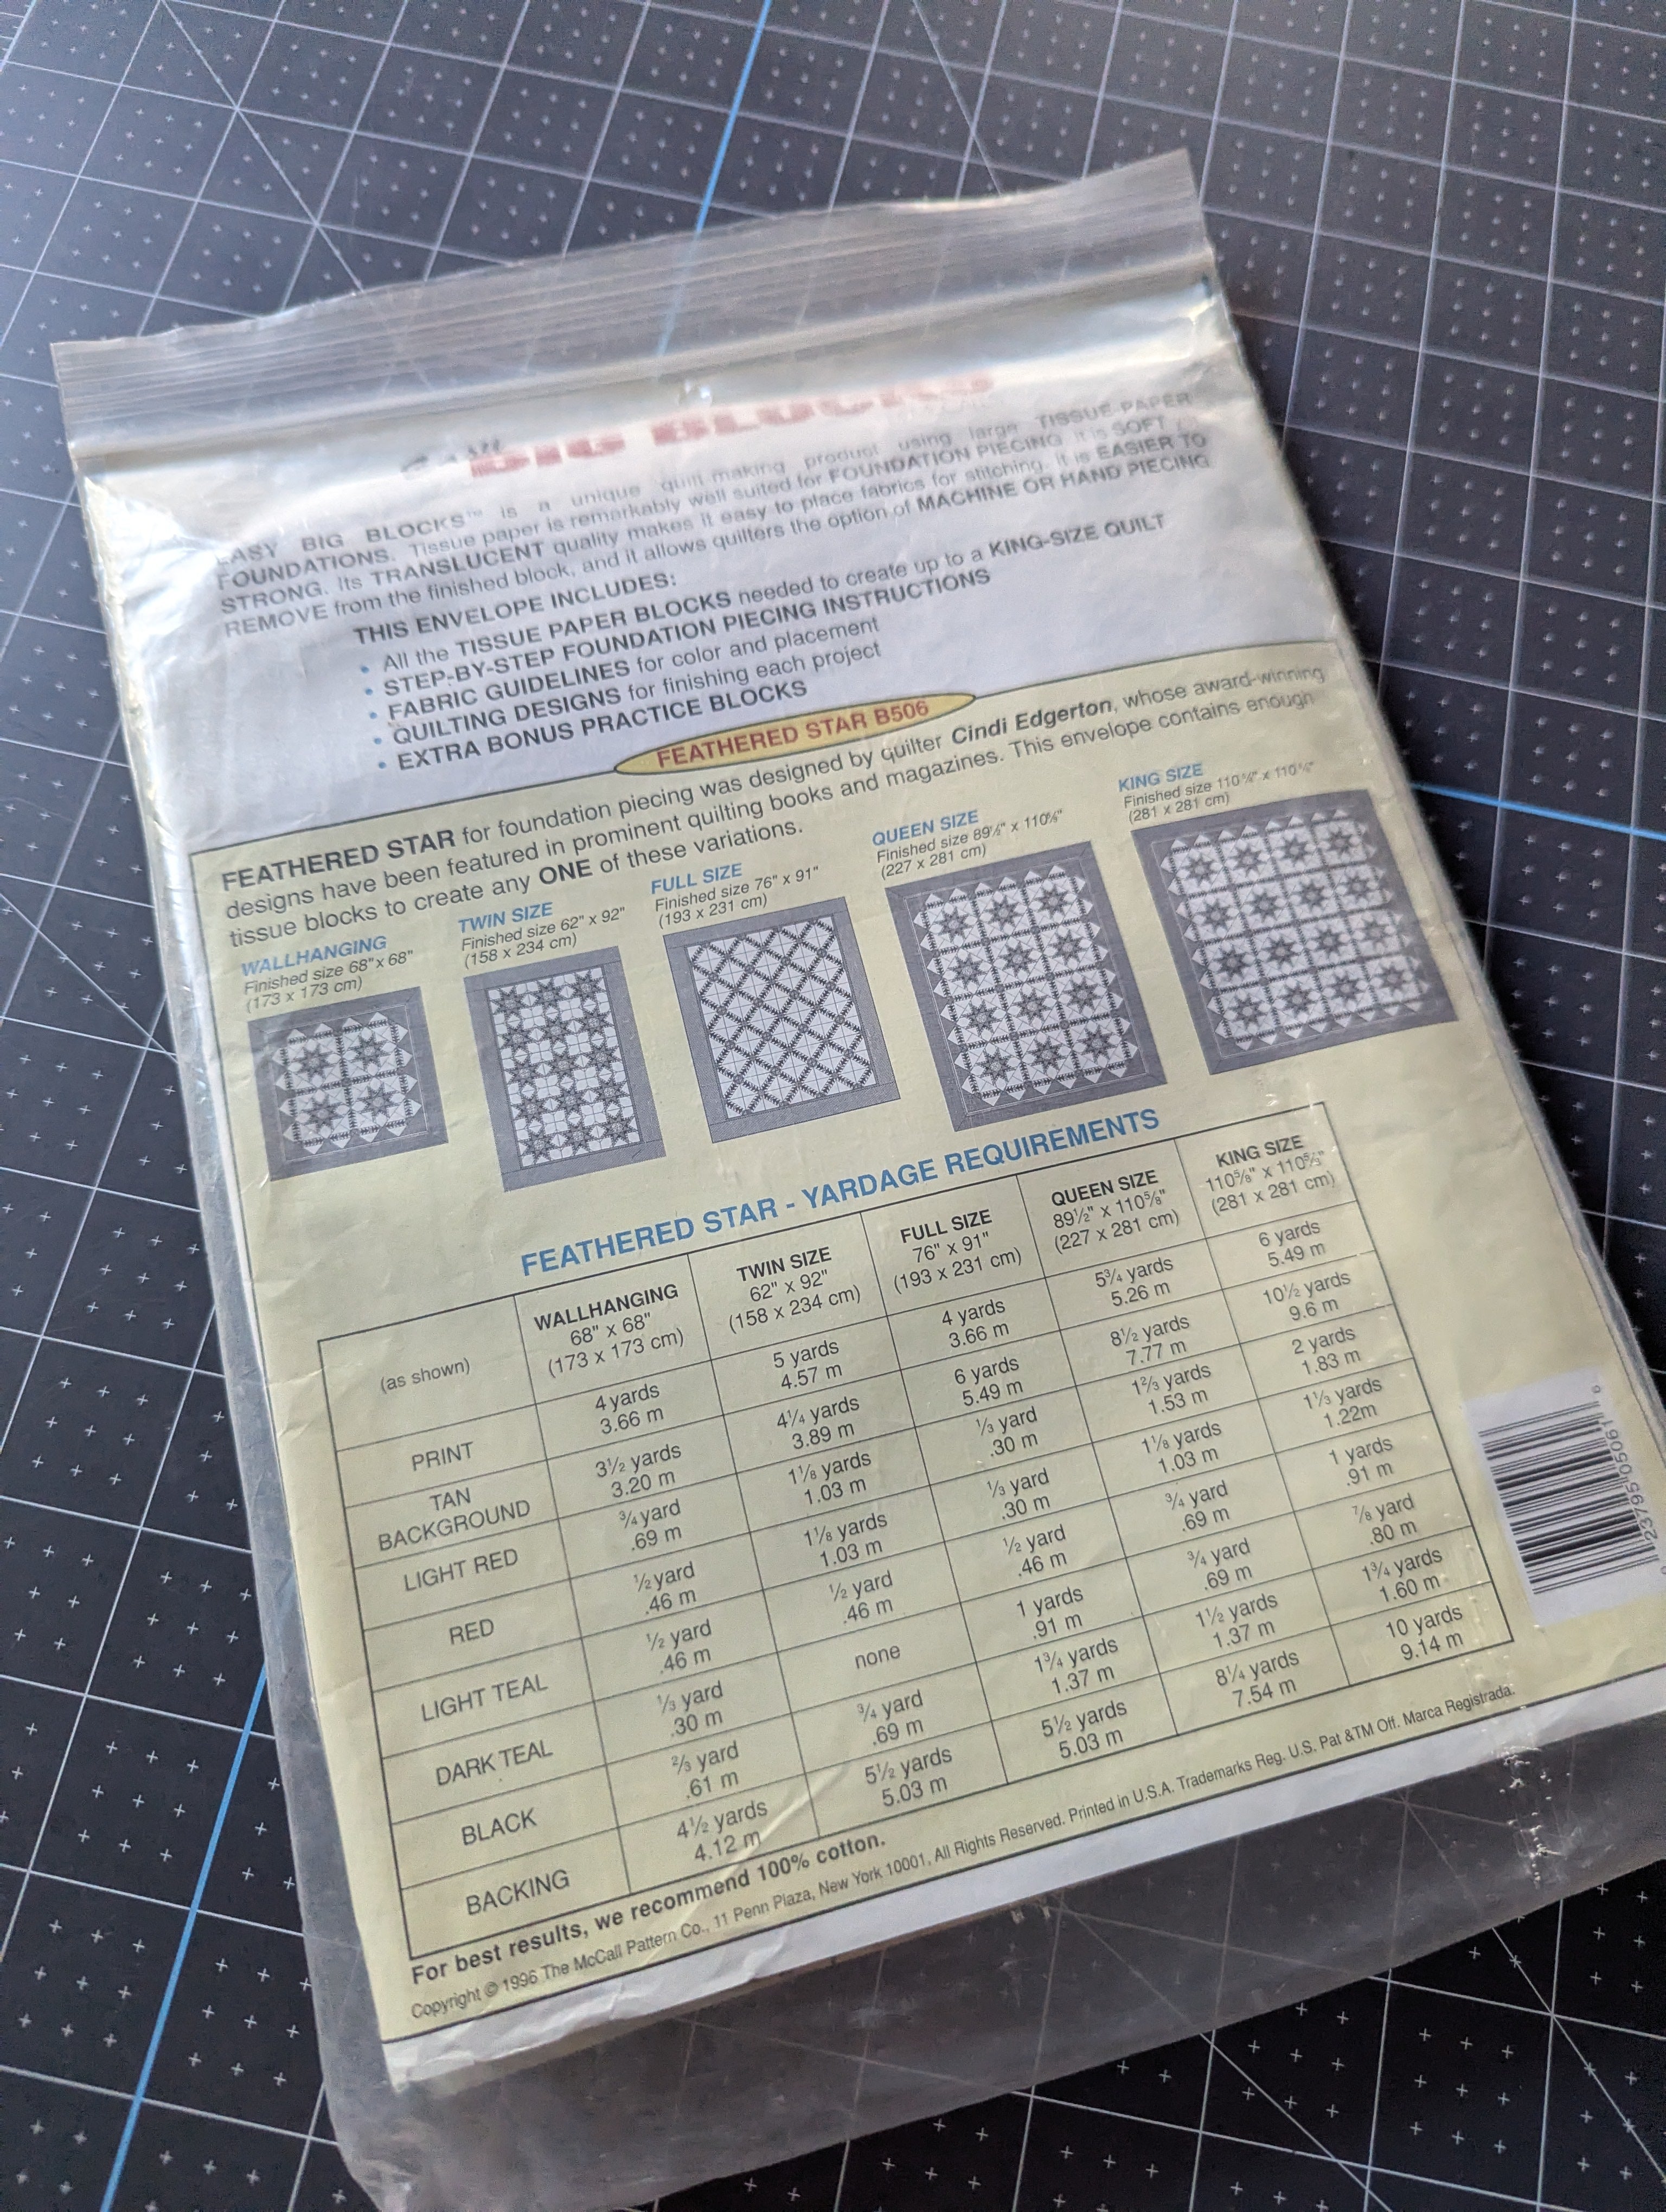 BIG BLOCKS
EASY BIG BLOCKS™ is a unique quilt making product using large TISSUE-PAPER
FOUNDATIONS. Tissue paper is remarkably well suited for FOUNDATION PIECING. It is SOFT
STRONG. Its TRANSLUCENT quality makes it easy to place fabrics for stitching. It is EASIER TO
REMOVE from the finished block, and it allows quilters the option of MACHINE OR HAND PIECING
THIS ENVELOPE INCLUDES:
• All the TISSUE PAPER BLOCKS needed to create up to a KING-SIZE QUILT
• STEP-BY-STEP FOUNDATION PIECING INSTRUCTIONS
• FABRIC GUIDELINES for color and placement
• QUILTING DESIGNS for finishing each project
• EXTRA BONUS PRACTICE BLOCKS
FEATHERED STAR B506
FEATHERED STAR for foundation piecing was designed by quilter Cindi Edgerton, whose award-winning
designs have been featured in prominent quilting books and magazines. This envelope contains enough
tissue blocks to create any ONE of these variations.
WALLHANGING
Finished size 68" x 68"
(173 x 173 cm)
TWIN SIZE
Finished size 62" x 92"
(158 x 234 cm)
FULL SIZE
Finished size 76" x 91"
(193 x 231 cm)
QUEEN SIZE
Finished size 89½" x 110⅝"
(227 x 281 cm)
KING SIZE
Finished size 110⅝" x 110⅝"
(281 x 281 cm)
FEATHERED STAR - YARDAGE REQUIREMENTS
(as shown)
WALLHANGING
68" x 68"
(173 x 173 cm)
TWIN SIZE
62" x 92"
(158 x 234 cm)
FULL SIZE
76" x 91"
(193 x 231 cm)
QUEEN SIZE
89½" x 110⅝"
(227 x 281 cm)
KING SIZE
110⅝" x 110⅝"
(281 x 281 cm)
PRINT
4 yards
3.66 m
5 yards
4.57 m
4 yards
3.66 m
5¾ yards
5.26 m
6 yards
5.49 m
TAN
BACKGROUND
3½ yards
3.20 m
4¼ yards
3.89 m
6 yards
5.49 m
8½ yards
7.77 m
10½ yards
9.6 m
LIGHT RED
¾ yard
.69 m
1⅛ yards
1.03 m
⅓ yard
.30 m
1⅔ yards
1.53 m
2 yards
1.83 m
RED
½ yard
.46 m
1⅛ yards
1.03 m
⅓ yard
.30 m
1⅛ yards
1.03 m
1⅓ yards
1.22m
LIGHT TEAL
½ yard
.46 m
½ yard
.46 m
½ yard
.46 m
¾ yard
.69 m
1 yards
.91 m
DARK TEAL
⅓ yard
.30 m
none
1 yards
.91 m
¾ yard
.69 m
⅞ yard
.80 m
BLACK
⅔ yard
.61 m
¾ yard
.69 m
1¾ yards
1.37 m
1½ yards
1.37 m
1¾ yards
1.60 m
BACKING
4½ yards
4.12 m
5½ yards
5.03 m
5½ yards
5.03 m
8¼ yards
7.54 m
10 yards
9.14 m
For best results, we recommend 100% cotton.
Copyright © 1996 The McCall Pattern Co., 11 Penn Plaza, New York 10001, All Rights Reserved. Printed in U.S.A. Trademarks Reg. U.S. Pat &TM Off. Marca Registrada.
23795 05061 6